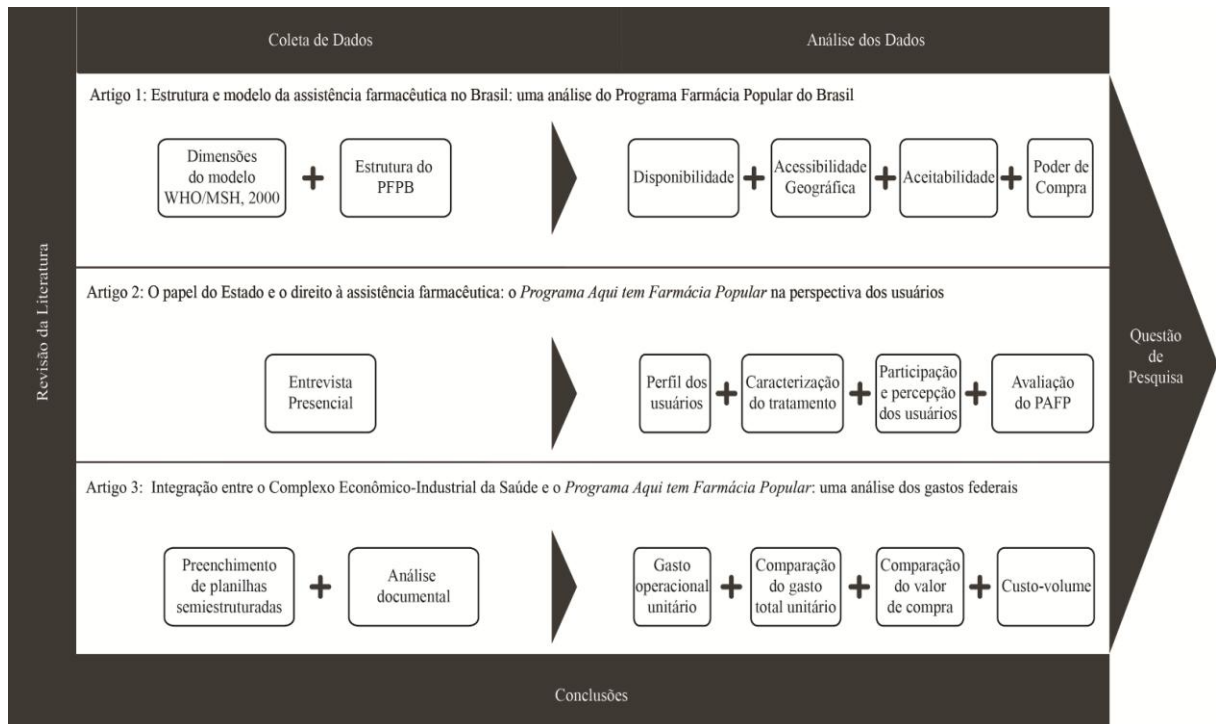 Coleta de Dados
Análise dos Dados
Revisão da Literatura
Artigo 1: Estrutura e modelo da assistência farmacêutica no Brasil: uma análise do Programa Farmácia Popular do Brasil
Dimensões
do modelo
WHO/MSH, 2000
+
Estrutura do
PFPB
Disponibilidade
+
Acessibilidade
Geográfica
+
Aceitabilidade
+
Poder de
Compra
Artigo 2: O papel do Estado e o direito à assistência farmacêutica: o Programa Aqui tem Farmácia Popular na perspectiva dos usuários
Entrevista
Presencial
Perfil dos
usuários
+
Caracterização
do tratamento
+
Participação
e percepção
dos usuários
+
Avaliação
do PAFP
Artigo 3: Integração entre o Complexo Econômico-Industrial da Saúde e o Programa Aqui tem Farmácia Popular: uma análise dos gastos federais
Preenchimento
de planilhas
semiestruturadas
+
Análise
documental
Gasto
operacional
unitário
+
Comparação
do gasto
total unitário
+
Comparação
do valor
de compra
+
Custo-volume
Questão
de
Pesquisa
Conclusões